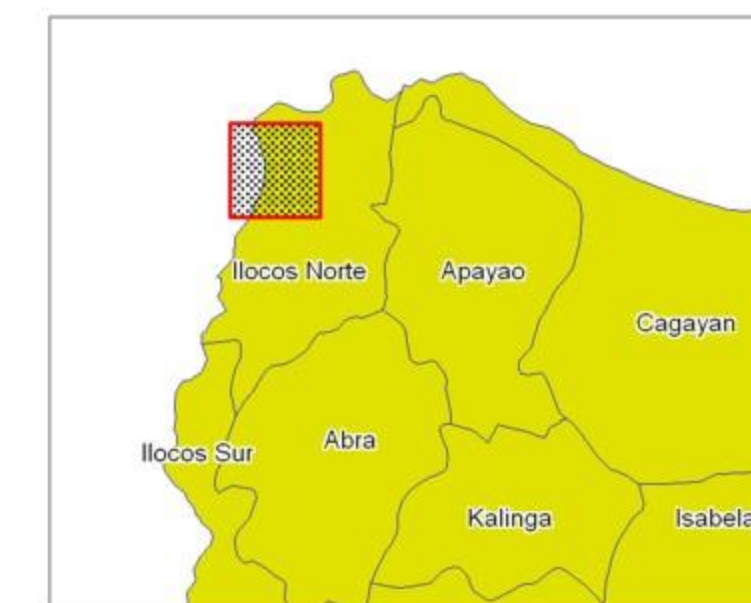 Ilocos Norte
Apayao
Cagayan
Ilocos Sur
Abra
Kalinga
Isabela